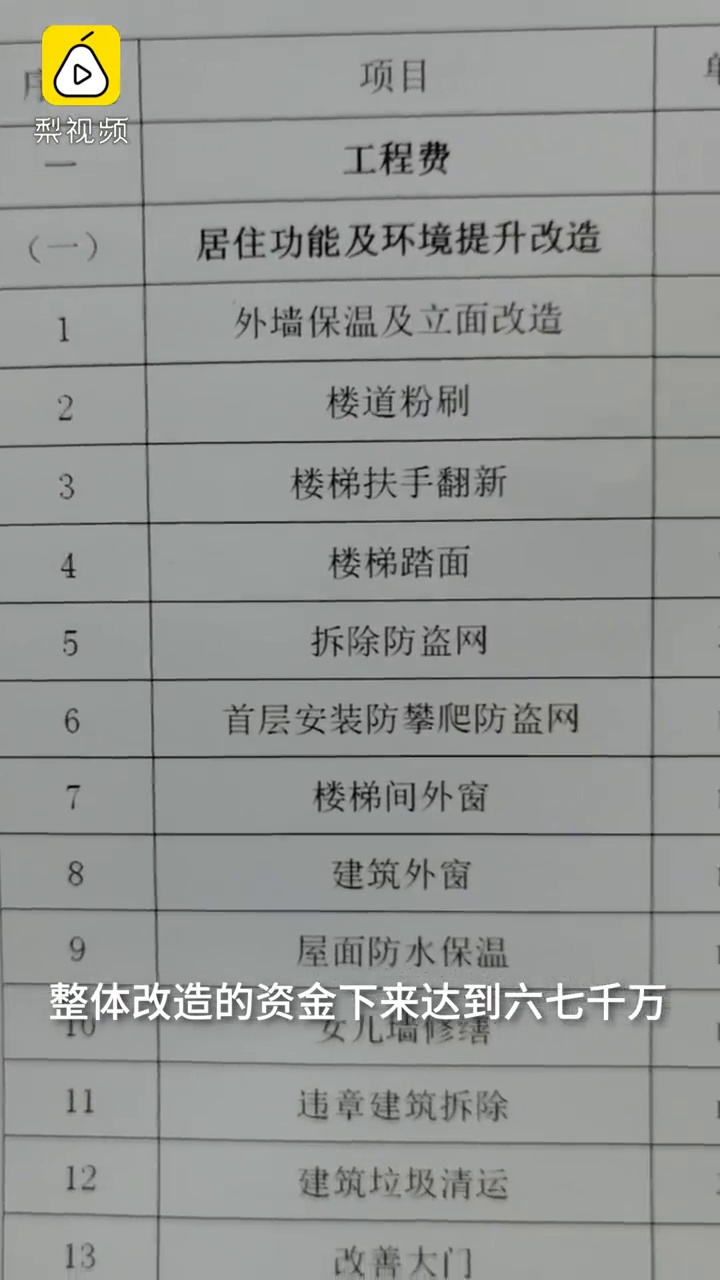 梨视频
项目
一 工程费
（一） 居住功能及环境提升改造
1 外墙保温及立面改造
2 楼道粉刷
3 楼梯扶手翻新
4 楼梯踏面
5 拆除防盗网
6 首层安装防攀爬防盗网
7 楼梯间外窗
8 建筑外窗
9 屋面防水保温
整体改造的资金下来达到六七千万
10 女儿墙修缮
11 违章建筑拆除
12 建筑垃圾清运
13 改善大门